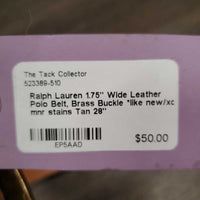 The Tack Collector
523389-510
Ralph Lauren 1.75" Wide Leather
Polo Belt, Brass Buckle *like new/xc
mnr stains Tan 28"
EP5AAD
$50.00